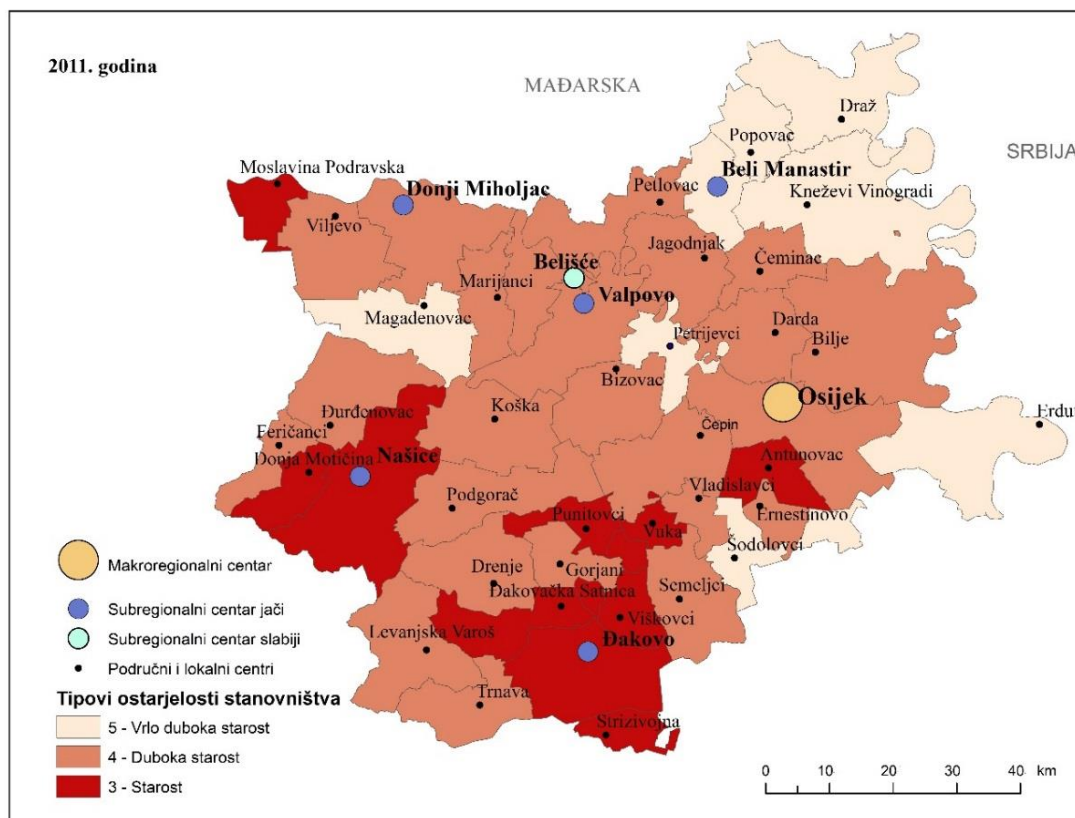 2011. godina
MAĐARSKA
SRBIJA
Draž
Popovac
Beli Manastir
Kneževi Vinogradi
Moslavina Podravska
Donji Miholjac
Viljevo
Petlovac
Jagodnjak
Čeminac
Belišće
Marijanci
Valpovo
Magadenovac
Petrijevci
Darda
Bilje
Bizovac
Osijek
Koška
Čepin
Erdut
Đurđenovac
Feričanci
Donja Motičina
Našice
Antunovac
Podgorač
Vladislavci
Punitovci
Vuka
Ernestinovo
Šodolovci
Drenje
Gorjani
Đakovačka Satnica
Semeljci
Viškovci
Levanjska Varoš
Đakovo
Trnava
Strizivojna
Makroregionalni centar
Subregionalni centar jači
Subregionalni centar slabiji
Područni i lokalni centri
Tipovi ostarjelosti stanovništva
5 - Vrlo duboka starost
4 - Duboka starost
3 - Starost
0 10 20 30 40 km